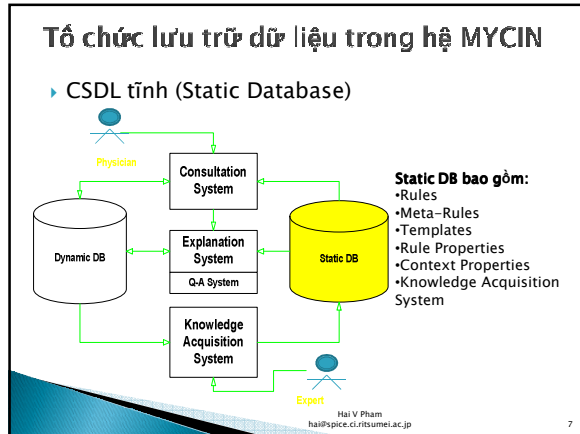 Tổ chức lưu trữ dữ liệu trong hệ MYCIN
CSDL tĩnh (Static Database)
Physician
Consultation
System
Dynamic DB
Explanation
System
Q-A System
Static DB
Knowledge
Acquisition
System
Expert
Static DB bao gồm:
•Rules
•Meta-Rules
•Templates
•Rule Properties
•Context Properties
•Knowledge Acquisition
System
Hai V Pham
hai@spice.ci.ritsumei.ac.jp
7